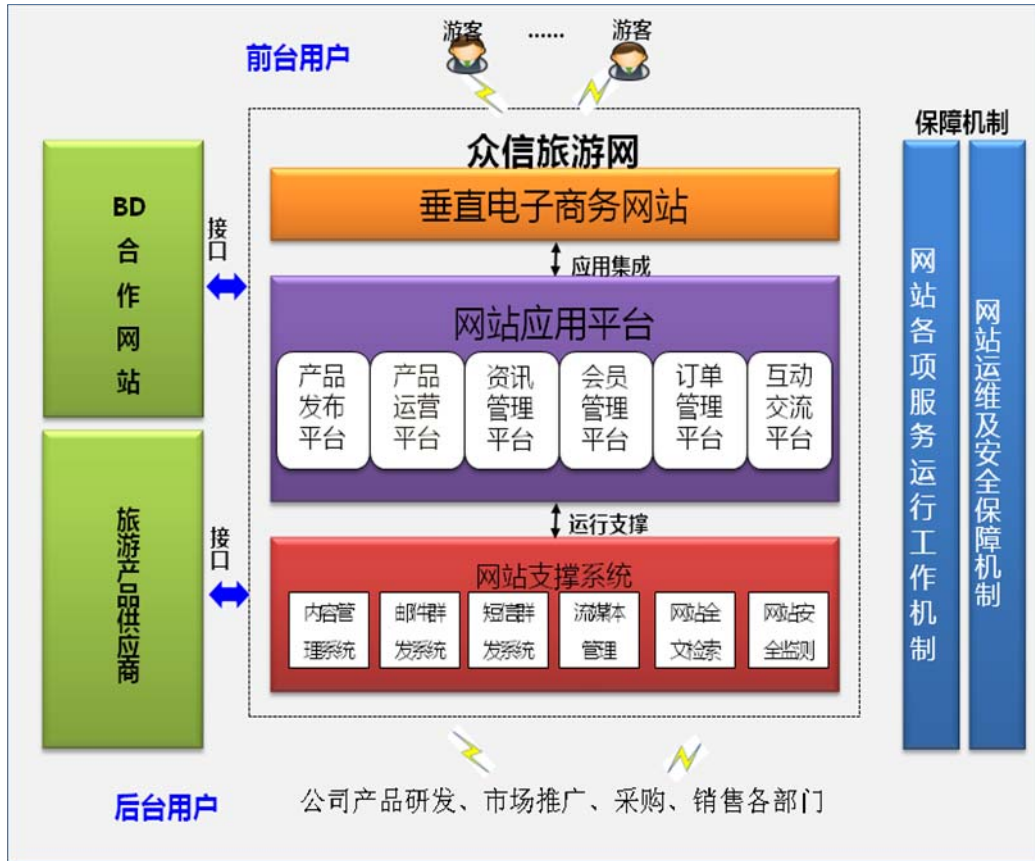 游客
……
游客
前台用户
保障机制
众信旅游网
垂直电子商务网站
BD
合
作
网
站
接口
应用集成
网站应用平台
产品
发布
平台
产品
运营
平台
资讯
管理
平台
会员
管理
平台
订单
管理
平台
互动
交流
平台
网站各项服务运行工作机制
网站运维及安全保障机制
旅游产品供应商
接口
运行支撑
网站支撑系统
内容管
理系统
邮件群
发系统
短信群
发系统
流媒体
管理
网站全
文检索
网站安
全监测
后台用户
公司产品研发、市场推广、采购、销售各部门